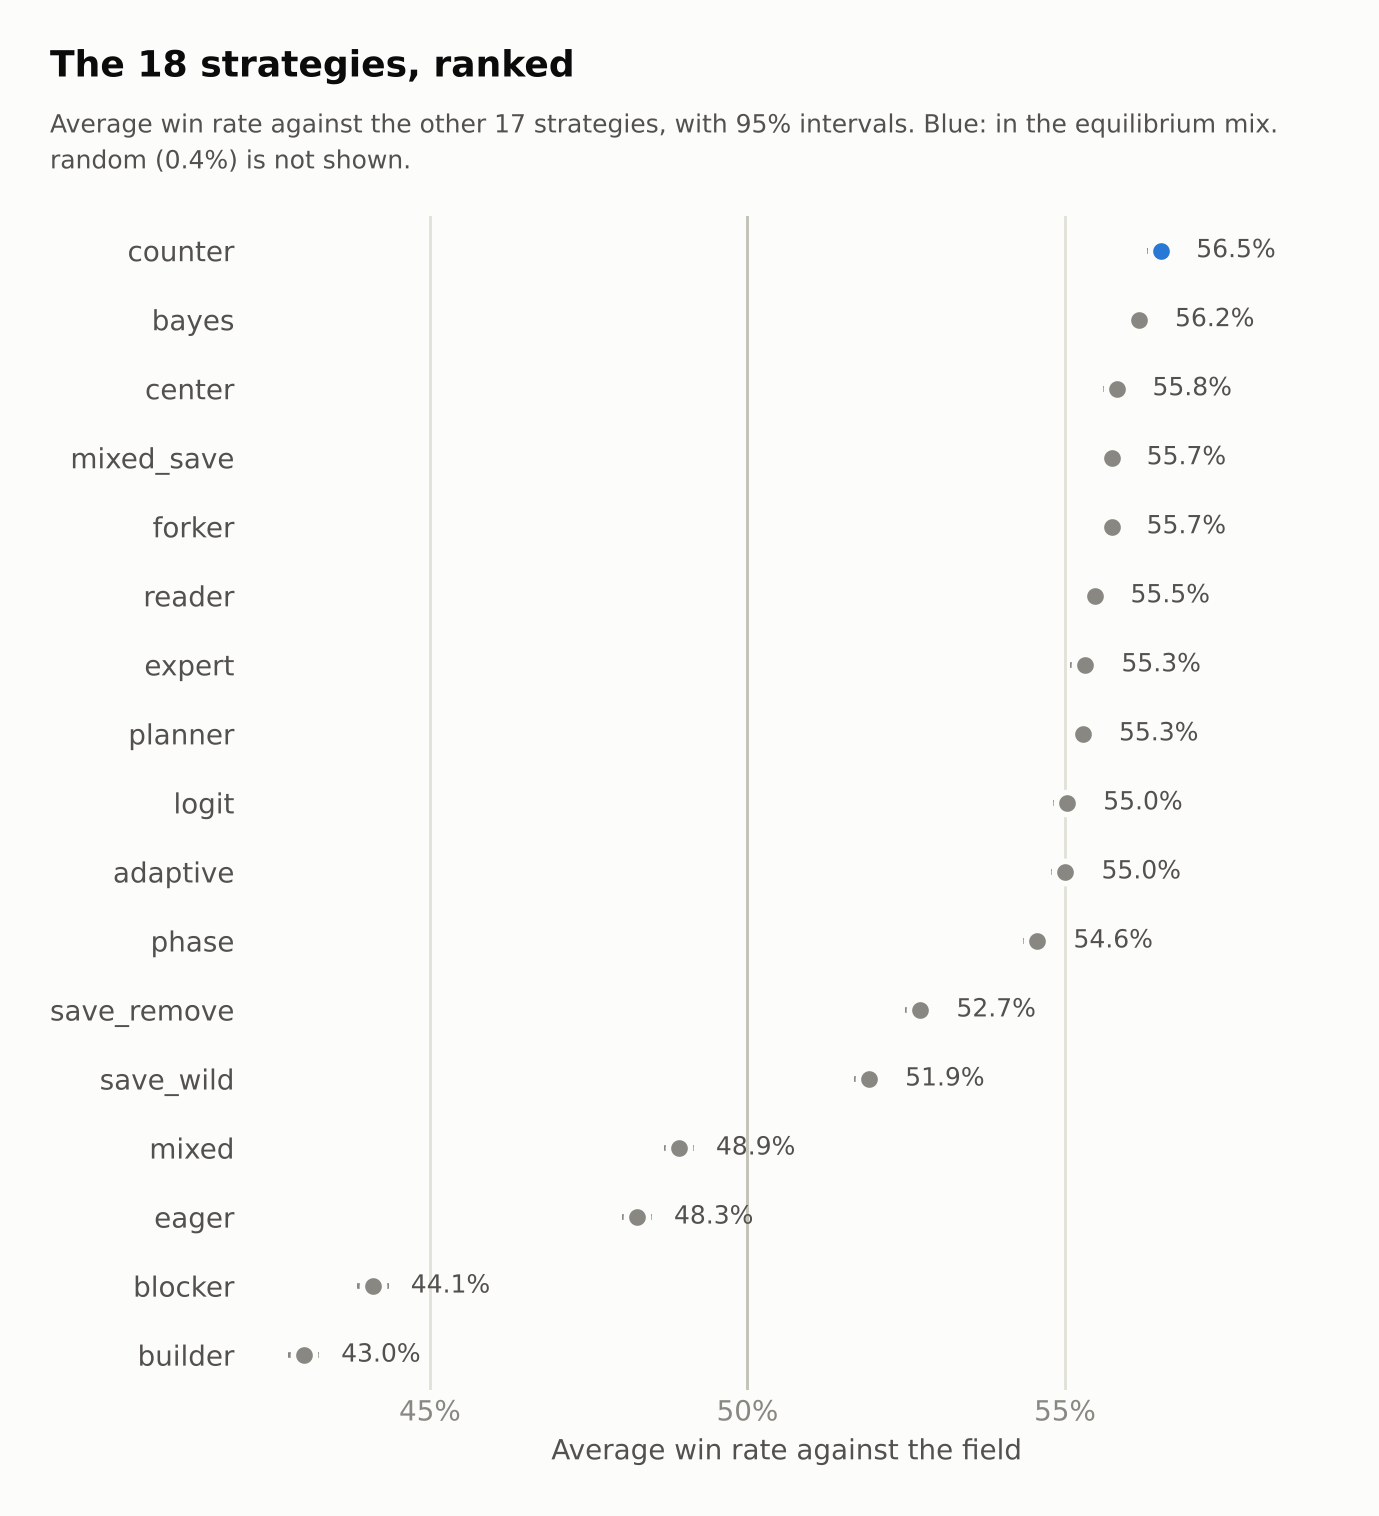 The 18 strategies, ranked
Average win rate against the other 17 strategies, with 95% intervals. Blue: in the equilibrium mix.
random (0.4%) is not shown.
counter 56.5%
bayes 56.2%
center 55.8%
mixed_save 55.7%
forker 55.7%
reader 55.5%
expert 55.3%
planner 55.3%
logit 55.0%
adaptive 55.0%
phase 54.6%
save_remove 52.7%
save_wild 51.9%
mixed 48.9%
eager 48.3%
blocker 44.1%
builder 43.0%
45% 50% 55%
Average win rate against the field